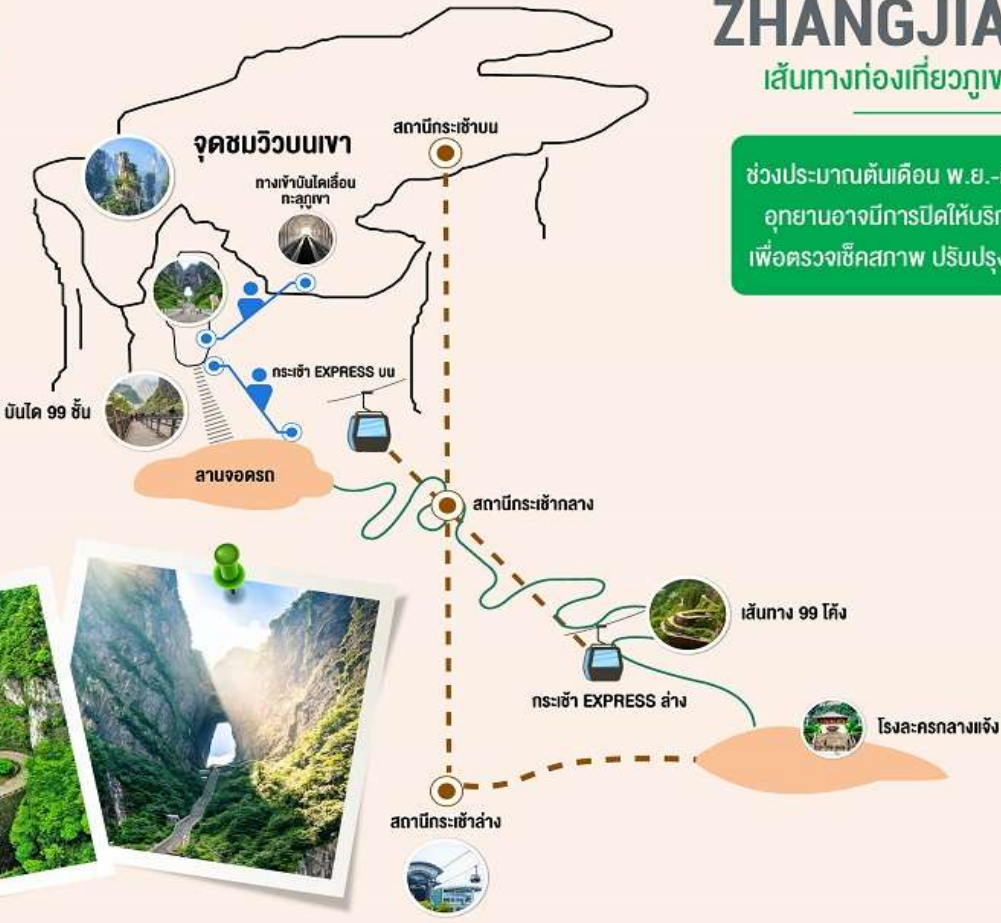 ZHANGJIA
เส้นทางท่องเที่ยวภูเข
ช่วงประมาณต้นเดือน พ.ย.-
อุทยานอาจมีการปิดให้บริก
เพื่อตรวจเช็คสภาพ ปรับปรุง
สถานีกระเช้าบน
จุดชมวิวบนเขา
ทางเข้าบันไดเลื่อน
ทะลุภูเขา
กระเช้า EXPRESS บน
บันได 99 ชั้น
ลานจอดรถ
สถานีกระเช้ากลาง
เส้นทาง 99 โค้ง
กระเช้า EXPRESS ล่าง
โรงละครกลางแจ้ง
สถานีกระเช้าล่าง